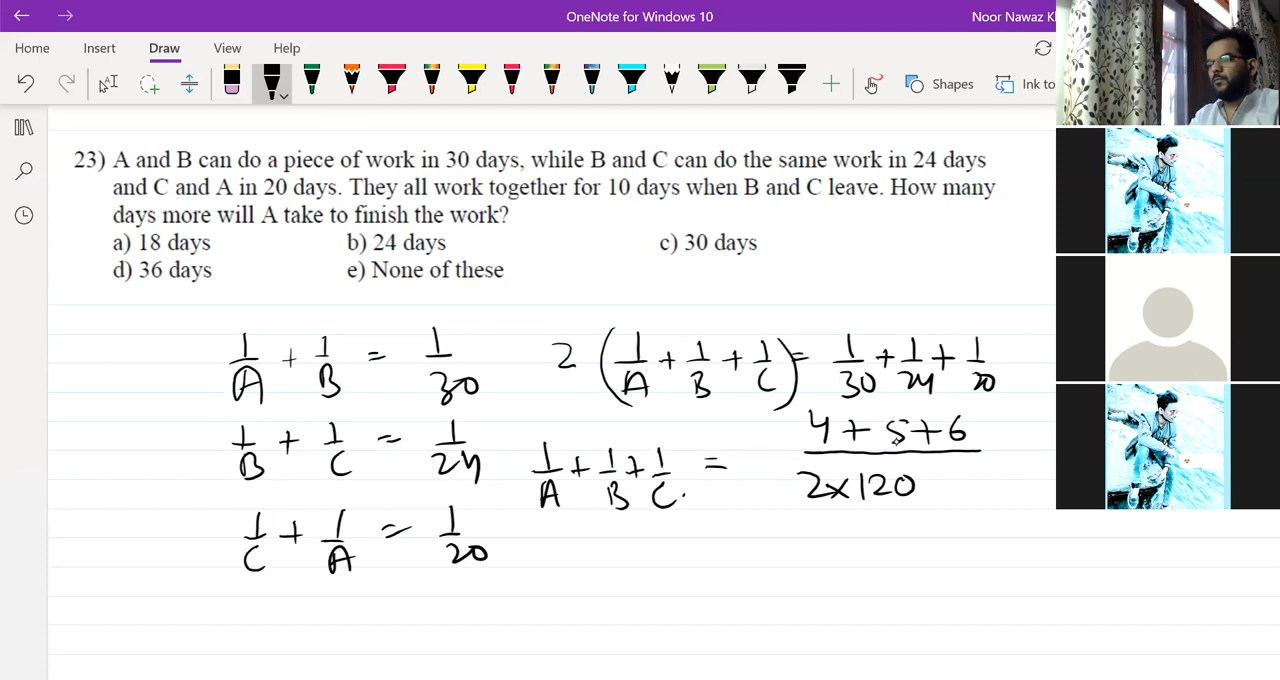 OneNote for Windows 10
Noor Nawaz Kh
Home Insert Draw View Help
Shapes Ink to
23) A and B can do a piece of work in 30 days, while B and C can do the same work in 24 days
and C and A in 20 days. They all work together for 10 days when B and C leave. How many
days more will A take to finish the work?
a) 18 days b) 24 days c) 30 days
d) 36 days e) None of these
1/A + 1/B = 1/30 2 (1/A + 1/B + 1/C) = 1/30 + 1/24 + 1/20
1/B + 1/C = 1/24 1/A + 1/B + 1/C. = (4 + 5 + 6)/(2 x 120)
1/C + 1/A = 1/20